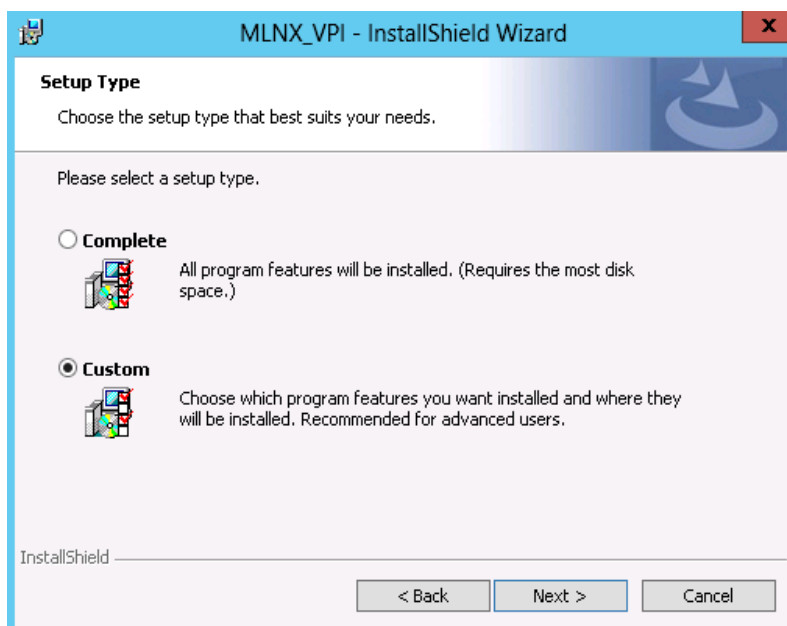 MLNX_VPI - InstallShield Wizard
x
Setup Type
Choose the setup type that best suits your needs.
Please select a setup type.
Complete
All program features will be installed. (Requires the most disk
space.)
Custom
Choose which program features you want installed and where they
will be installed. Recommended for advanced users.
InstallShield
< Back
Next >
Cancel